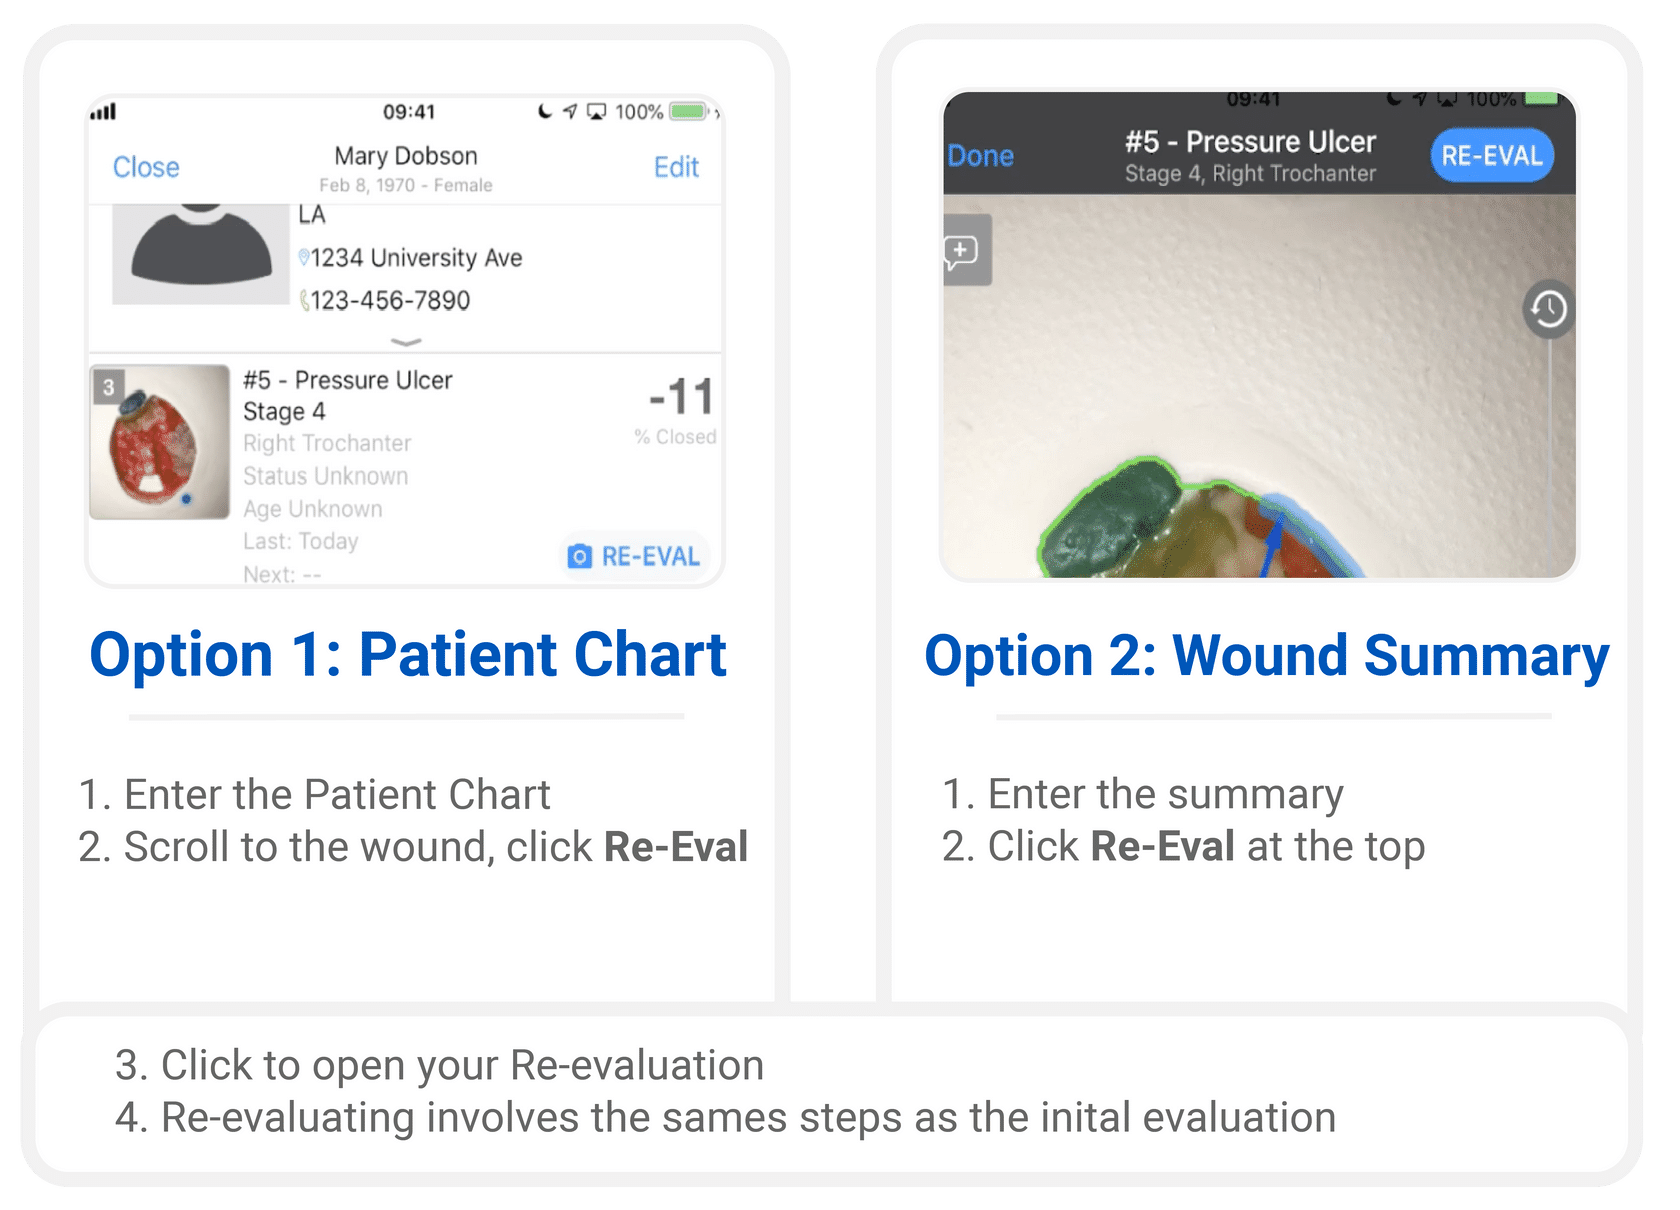 09:41
100%
Close
Mary Dobson
Edit
Feb 8, 1970 - Female
LA
1234 University Ave
123-456-7890
3
#5 - Pressure Ulcer
Stage 4
Right Trochanter
Status Unknown
Age Unknown
Last: Today
Next: --
-11
% Closed
RE-EVAL
Option 1: Patient Chart
1. Enter the Patient Chart
2. Scroll to the wound, click Re-Eval
09:41
100%
Done
#5 - Pressure Ulcer
Stage 4, Right Trochanter
RE-EVAL
Option 2: Wound Summary
1. Enter the summary
2. Click Re-Eval at the top
3. Click to open your Re-evaluation
4. Re-evaluating involves the sames steps as the inital evaluation